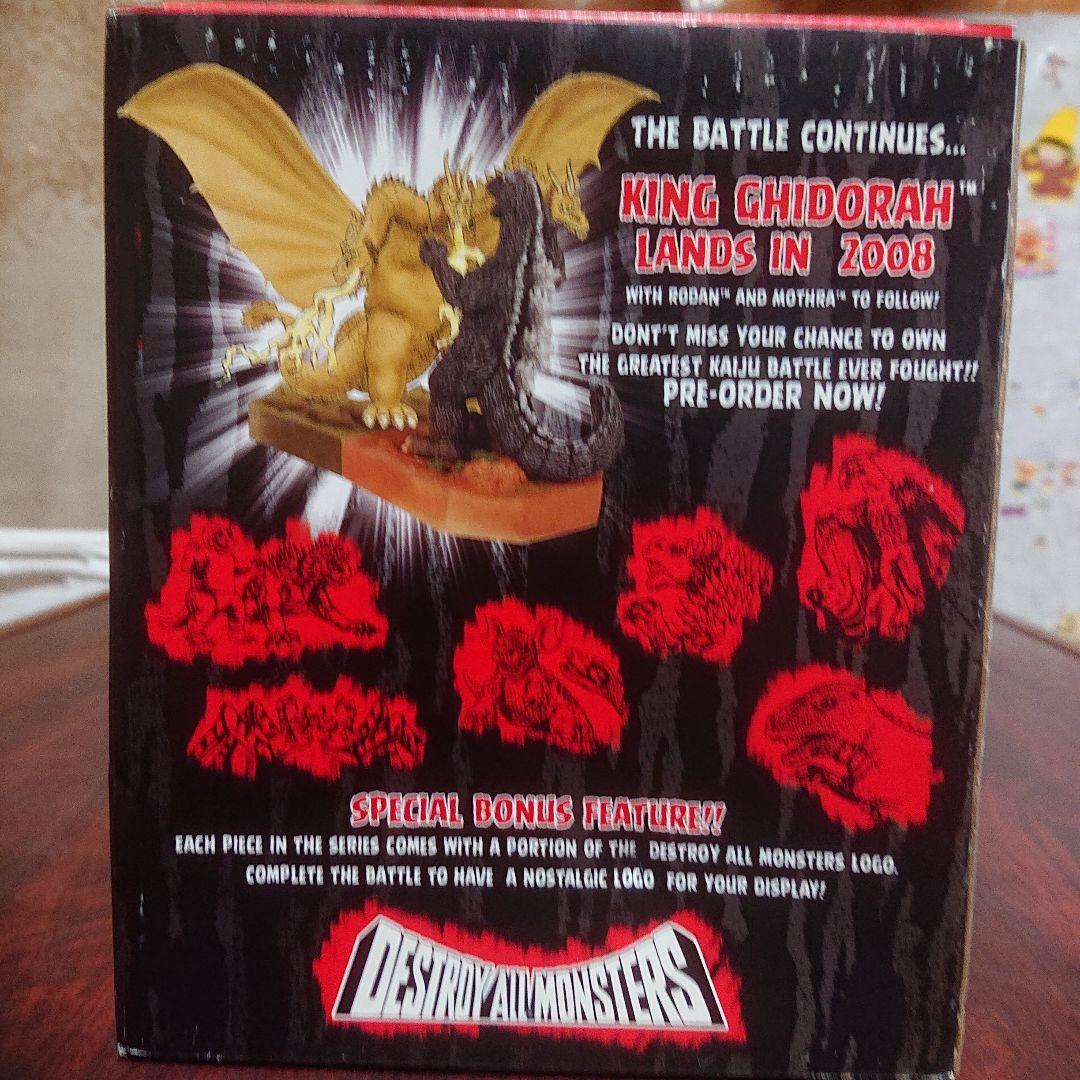 THE BATTLE CONTINUES...
KING GHIDORAH™
LANDS IN 2008
WITH RODAN™ AND MOTHRA™ TO FOLLOW!
DONT'T MISS YOUR CHANCE TO OWN
THE GREATEST KAIJU BATTLE EVER FOUGHT!!
PRE-ORDER NOW!
SPECIAL BONUS FEATURE!!
EACH PIECE IN THE SERIES COMES WITH A PORTION OF THE DESTROY ALL MONSTERS LOGO.
COMPLETE THE BATTLE TO HAVE A NOSTALGIC LOGO FOR YOUR DISPLAY!
DESTROY ALL MONSTERS